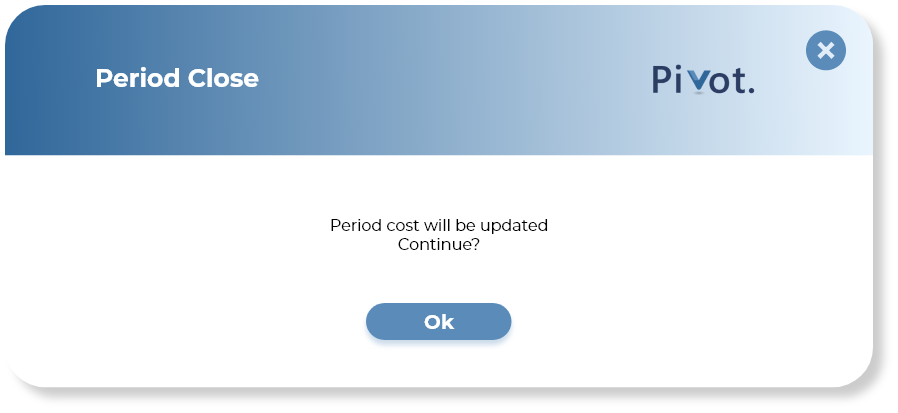 Period Close
Pivot.
Period cost will be updated
Continue?
Ok